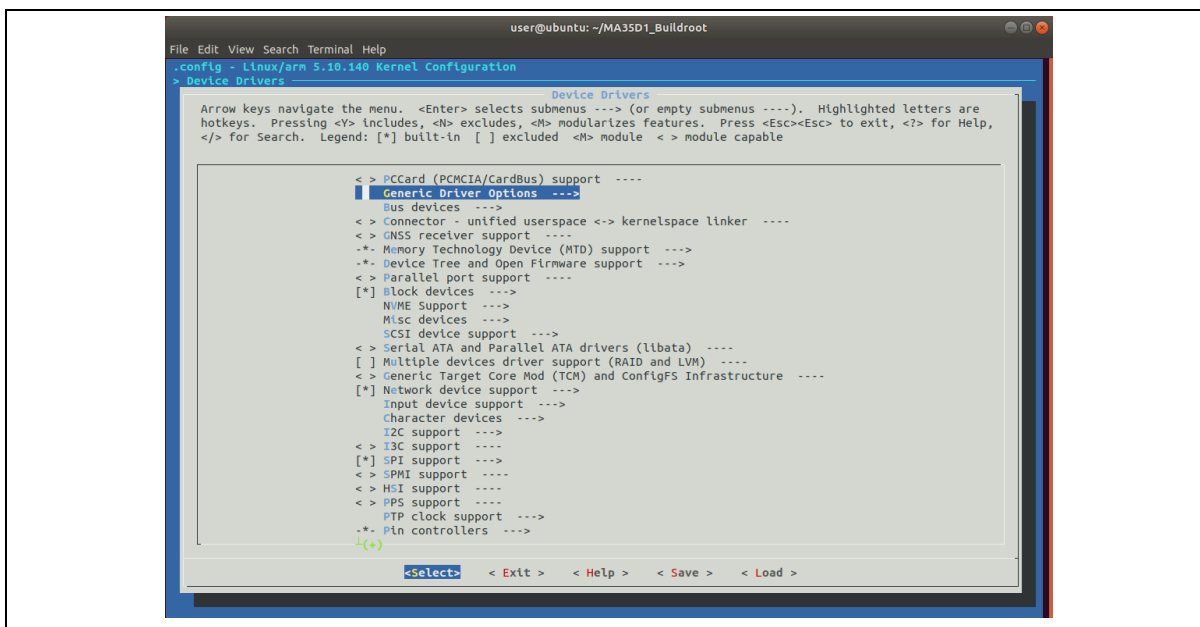 user@ubuntu: ~/MA35D1_Buildroot
File Edit View Search Terminal Help
.config - Linux/arm 5.10.140 Kernel Configuration
> Device Drivers
Device Drivers
Arrow keys navigate the menu. <Enter> selects submenus ---> (or empty submenus ----). Highlighted letters are
hotkeys. Pressing <Y> includes, <N> excludes, <M> modularizes features. Press <Esc><Esc> to exit, <?> for Help,
</> for Search. Legend: [*] built-in [ ] excluded <M> module < > module capable
< > PCCard (PCMCIA/CardBus) support ----
Generic Driver Options --->
Bus devices --->
< > Connector - unified userspace <-> kernelspace linker ----
< > GNSS receiver support ----
-*- Memory Technology Device (MTD) support --->
-*- Device Tree and Open Firmware support --->
< > Parallel port support ----
[*] Block devices --->
NVME Support --->
Misc devices --->
SCSI device support --->
< > Serial ATA and Parallel ATA drivers (libata) ----
[ ] Multiple devices driver support (RAID and LVM) ----
< > Generic Target Core Mod (TCM) and ConfigFS Infrastructure ----
[*] Network device support --->
Input device support --->
Character devices --->
I2C support --->
< > I3C support ----
[*] SPI support --->
< > SPMI support ----
< > HSI support ----
< > PPS support ----
PTP clock support --->
-*- Pin controllers --->
┴(+)
<Select> < Exit > < Help > < Save > < Load >